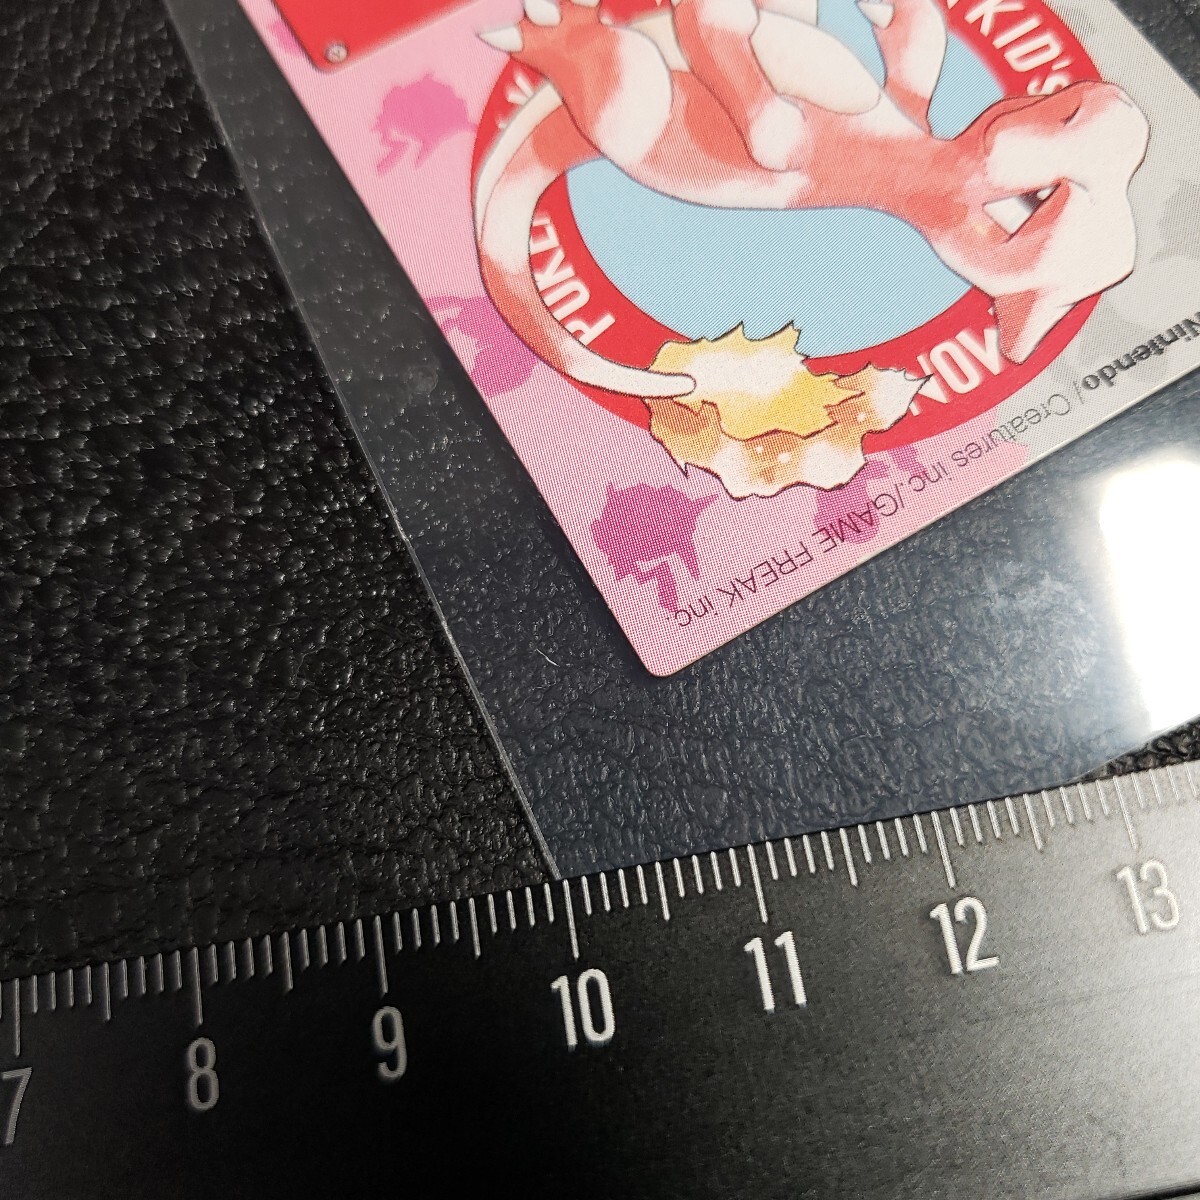 KID's
POKE
MON
Nintendo/ Creatures inc./GAME FREAK inc.
7 8 9 10 11 12 13